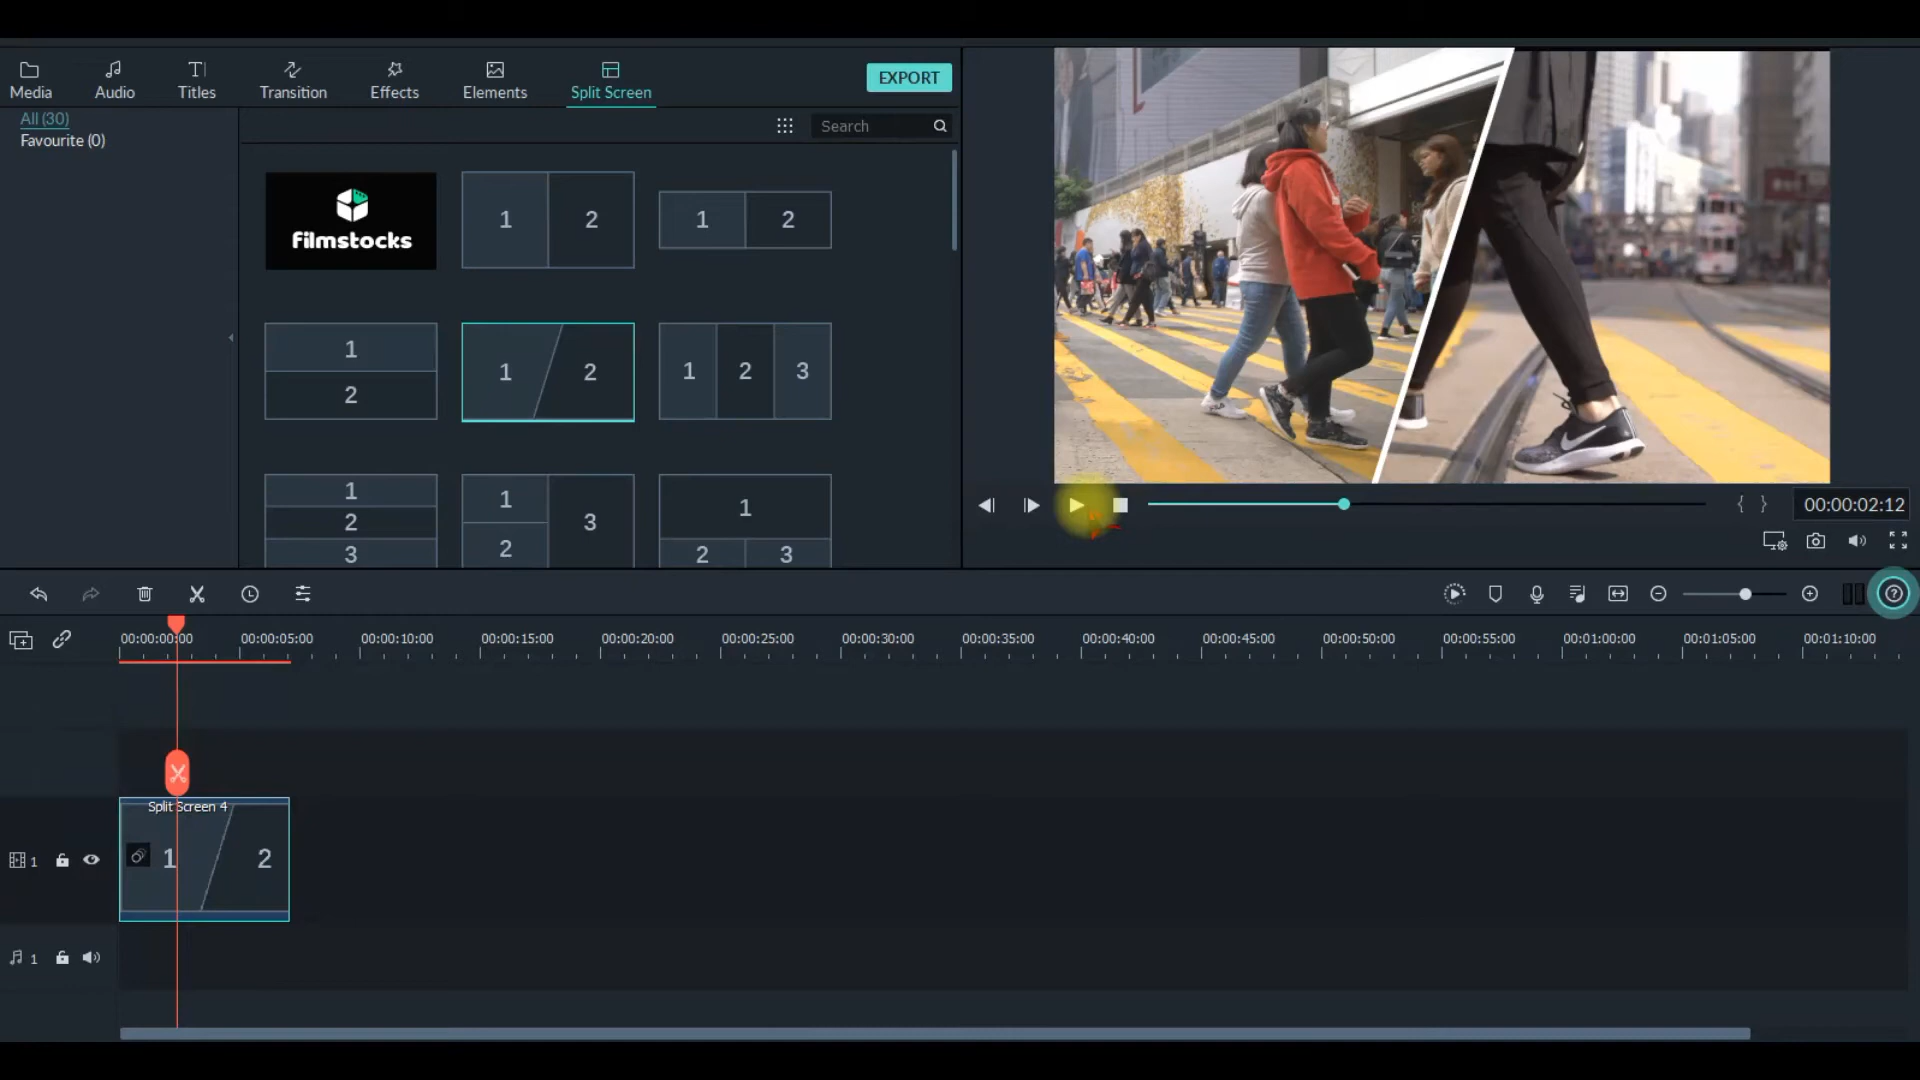 Media
Audio
Titles
Transition
Effects
Elements
Split Screen
EXPORT
All (30)
Favourite (0)
Search
filmstocks
1 2
1 2
1
2
1 2
1 2 3
1
2
3
1
2
3
1
2 3
00:00:02:12
00:00:00:00 00:00:05:00 00:00:10:00 00:00:15:00 00:00:20:00 00:00:25:00 00:00:30:00 00:00:35:00 00:00:40:00 00:00:45:00 00:00:50:00 00:00:55:00 00:01:00:00 00:01:05:00 00:01:10:00
Split Screen 4
1 2
1
1